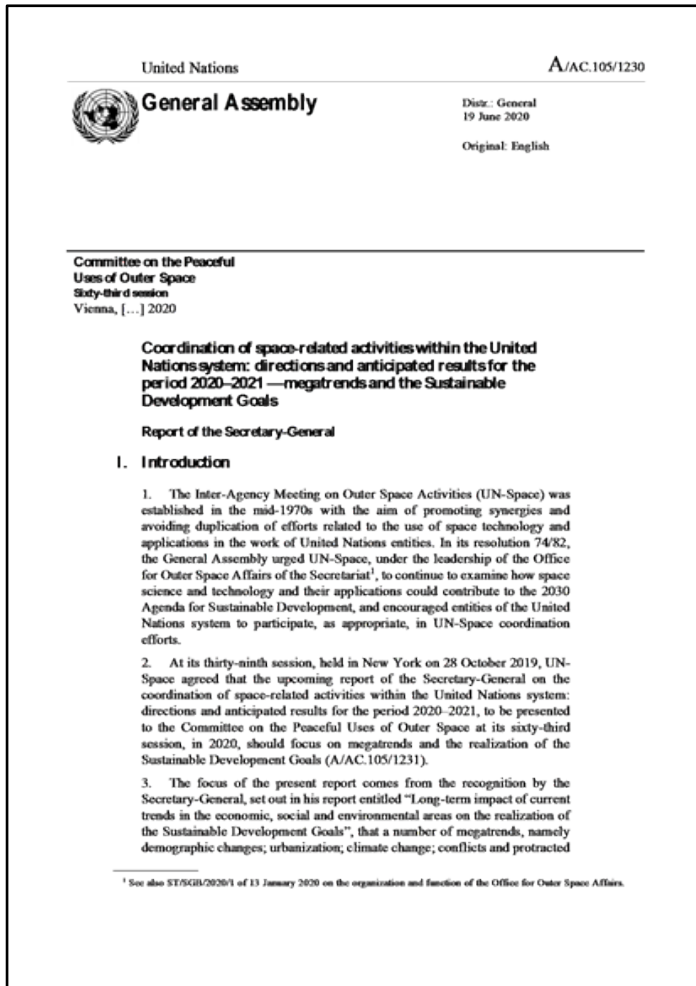 United Nations
A/AC.105/1230
General Assembly
Distr.: General
19 June 2020
Original: English
Committee on the Peaceful
Uses of Outer Space
Sixty-third session
Vienna, […] 2020
Coordination of space-related activities within the United
Nations system: directions and anticipated results for the
period 2020–2021 — megatrends and the Sustainable
Development Goals
Report of the Secretary-General
I. Introduction
1. The Inter-Agency Meeting on Outer Space Activities (UN-Space) was
established in the mid-1970s with the aim of promoting synergies and
avoiding duplication of efforts related to the use of space technology and
applications in the work of United Nations entities. In its resolution 74/82,
the General Assembly urged UN-Space, under the leadership of the Office
for Outer Space Affairs of the Secretariat¹, to continue to examine how space
science and technology and their applications could contribute to the 2030
Agenda for Sustainable Development, and encouraged entities of the United
Nations system to participate, as appropriate, in UN-Space coordination
efforts.
2. At its thirty-ninth session, held in New York on 28 October 2019, UN-
Space agreed that the upcoming report of the Secretary-General on the
coordination of space-related activities within the United Nations system:
directions and anticipated results for the period 2020–2021, to be presented
to the Committee on the Peaceful Uses of Outer Space at its sixty-third
session, in 2020, should focus on megatrends and the realization of the
Sustainable Development Goals (A/AC.105/1231).
3. The focus of the present report comes from the recognition by the
Secretary-General, set out in his report entitled “Long-term impact of current
trends in the economic, social and environmental areas on the realization of
the Sustainable Development Goals”, that a number of megatrends, namely
demographic changes; urbanization; climate change; conflicts and protracted
¹ See also ST/SGB/2020/1 of 13 January 2020 on the organization and function of the Office for Outer Space Affairs.